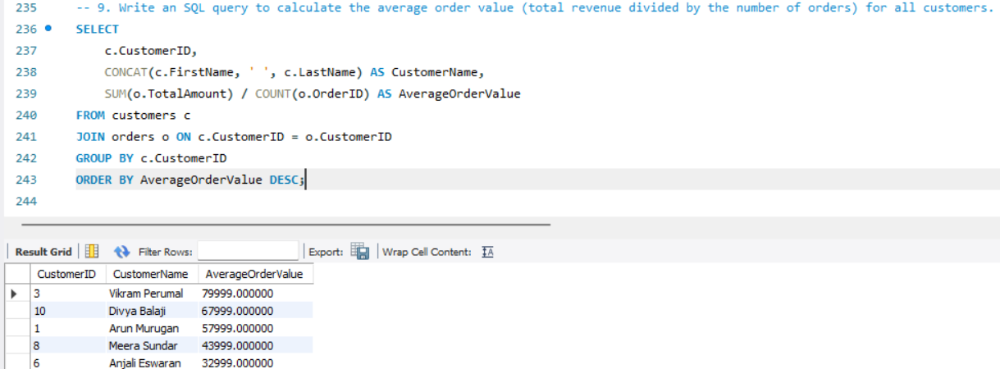 235 -- 9. Write an SQL query to calculate the average order value (total revenue divided by the number of orders) for all customers.
236 SELECT
237 c.CustomerID,
238 CONCAT(c.FirstName, ' ', c.LastName) AS CustomerName,
239 SUM(o.TotalAmount) / COUNT(o.OrderID) AS AverageOrderValue
240 FROM customers c
241 JOIN orders o ON c.CustomerID = o.CustomerID
242 GROUP BY c.CustomerID
243 ORDER BY AverageOrderValue DESC;
244
Result Grid Filter Rows: Export: Wrap Cell Content: IA
CustomerID CustomerName AverageOrderValue
3 Vikram Perumal 79999.000000
10 Divya Balaji 67999.000000
1 Arun Murugan 57999.000000
8 Meera Sundar 43999.000000
6 Anjali Eswaran 32999.000000